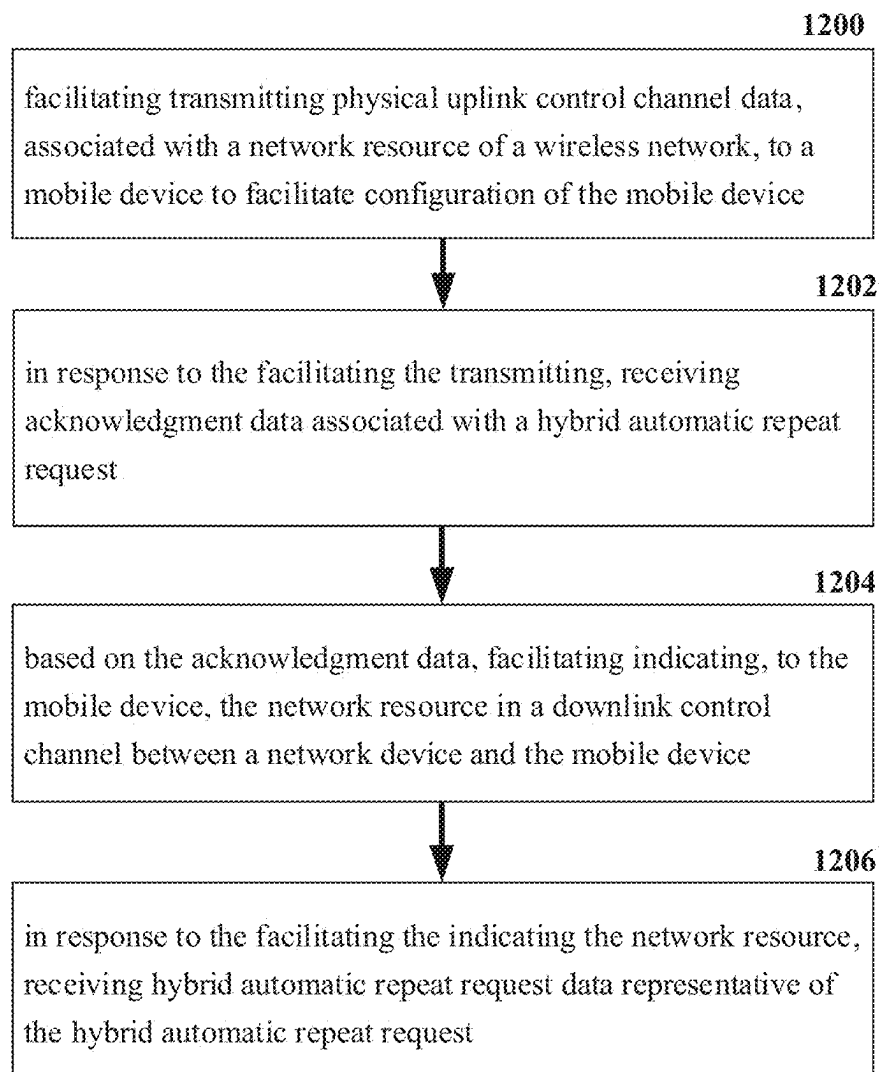 1200
facilitating transmitting physical uplink control channel data,
associated with a network resource of a wireless network, to a
mobile device to facilitate configuration of the mobile device
1202
in response to the facilitating the transmitting, receiving
acknowledgment data associated with a hybrid automatic repeat
request
1204
based on the acknowledgment data, facilitating indicating, to the
mobile device, the network resource in a downlink control
channel between a network device and the mobile device
1206
in response to the facilitating the indicating the network resource,
receiving hybrid automatic repeat request data representative of
the hybrid automatic repeat request